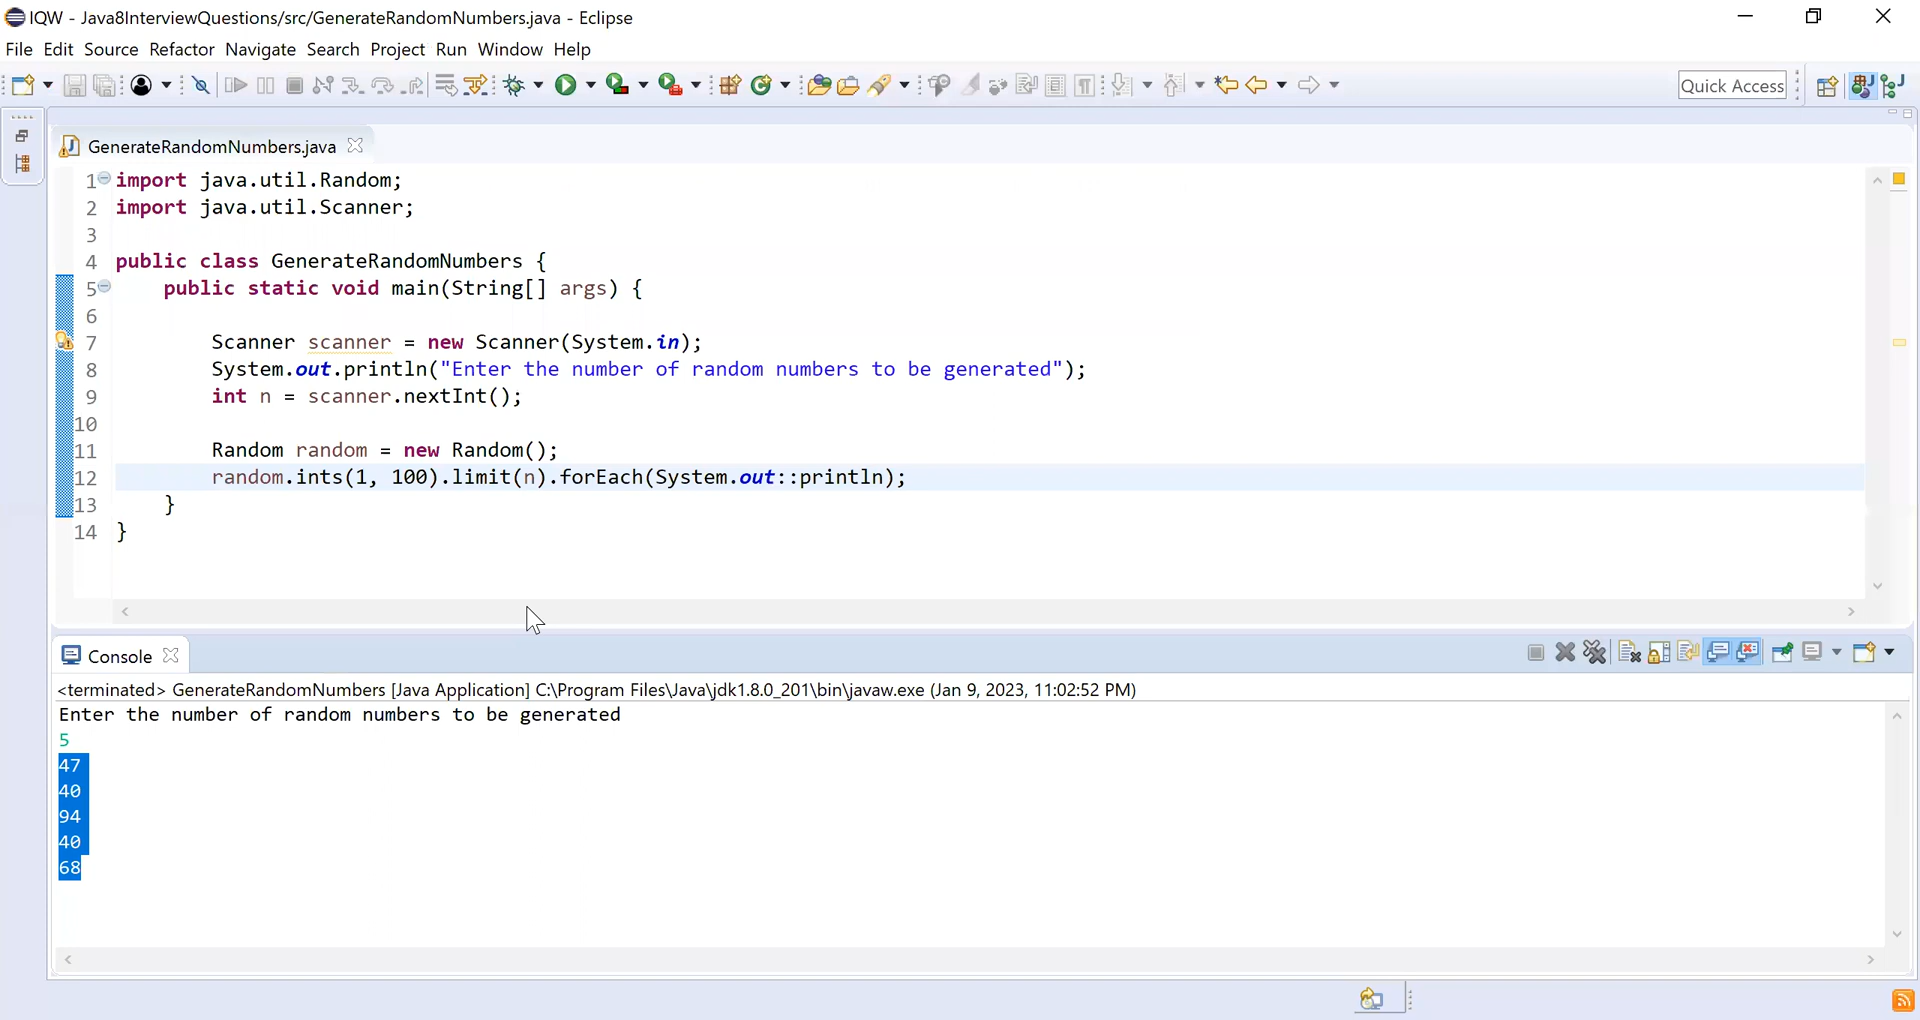 IQW - Java8InterviewQuestions/src/GenerateRandomNumbers.java - Eclipse
File Edit Source Refactor Navigate Search Project Run Window Help
Quick Access
GenerateRandomNumbers.java
1 import java.util.Random;
2 import java.util.Scanner;
3
4 public class GenerateRandomNumbers {
5     public static void main(String[] args) {
6
7         Scanner scanner = new Scanner(System.in);
8         System.out.println("Enter the number of random numbers to be generated");
9         int n = scanner.nextInt();
10
11         Random random = new Random();
12         random.ints(1, 100).limit(n).forEach(System.out::println);
13     }
14 }
Console
<terminated> GenerateRandomNumbers [Java Application] C:\Program Files\Java\jdk1.8.0_201\bin\javaw.exe (Jan 9, 2023, 11:02:52 PM)
Enter the number of random numbers to be generated
5
47
40
94
40
68